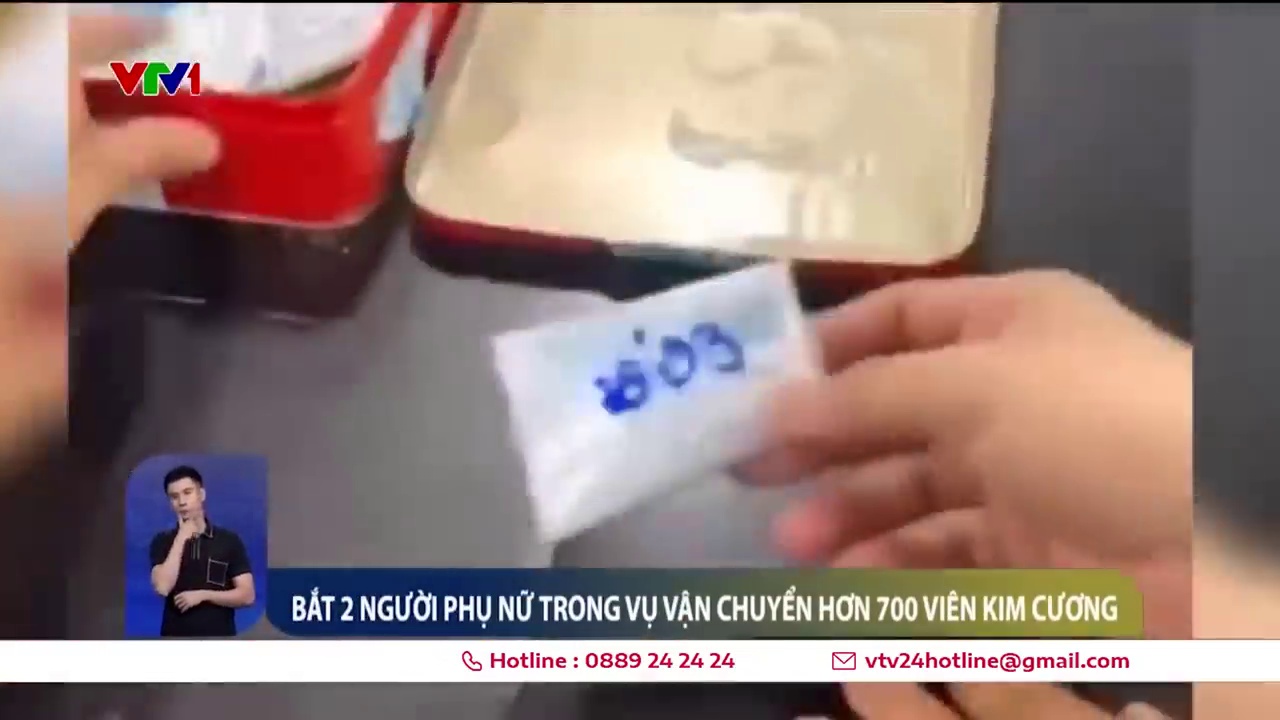 VTV1
BẮT 2 NGƯỜI PHỤ NỮ TRONG VỤ VẬN CHUYỂN HƠN 700 VIÊN KIM CƯƠNG
Hotline : 0889 24 24 24
vtv24hotline@gmail.com